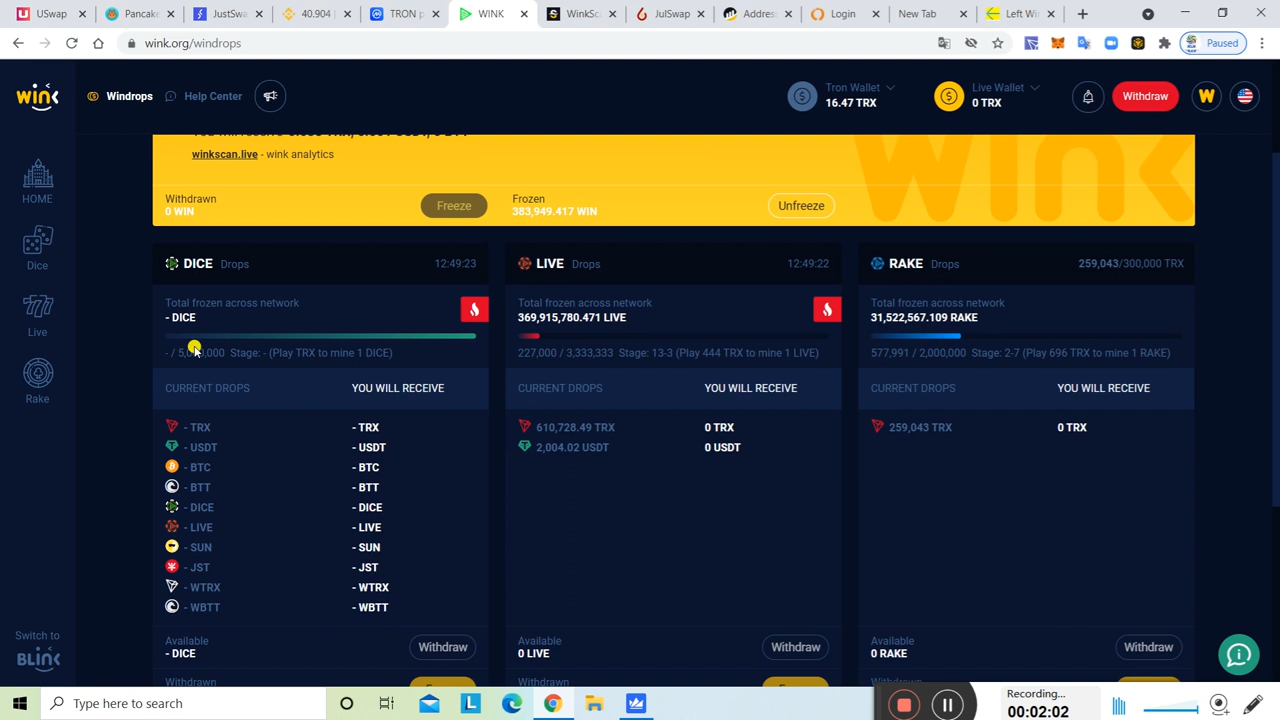 USwap
Pancake
JustSwa
40.904 |
TRON p
WINK
WinkSc
JulSwap
Address
Login
New Tab
Left Wi
wink.org/windrops
Paused
wink
Windrops
Help Center
Tron Wallet
16.47 TRX
Live Wallet
0 TRX
Withdraw
W
winkscan.live - wink analytics
Withdrawn
0 WIN
Freeze
Frozen
383,949.417 WIN
Unfreeze
HOME
Dice
Live
Rake
Switch to
BLINK
DICE Drops 12:49:23
Total frozen across network
- DICE
Stage: - (Play TRX to mine 1 DICE)
CURRENT DROPS YOU WILL RECEIVE
- TRX - TRX
- USDT - USDT
- BTC - BTC
- BTT - BTT
- DICE - DICE
- LIVE - LIVE
- SUN - SUN
- JST - JST
- WTRX - WTRX
- WBTT - WBTT
Available
- DICE
Withdraw
Withdrawn
LIVE Drops 12:49:22
Total frozen across network
369,915,780.471 LIVE
227,000 / 3,333,333 Stage: 13-3 (Play 444 TRX to mine 1 LIVE)
CURRENT DROPS YOU WILL RECEIVE
610,728.49 TRX 0 TRX
2,004.02 USDT 0 USDT
Available
0 LIVE
Withdraw
Withdrawn
RAKE Drops 259,043/300,000 TRX
Total frozen across network
31,522,567.109 RAKE
577,991 / 2,000,000 Stage: 2-7 (Play 696 TRX to mine 1 RAKE)
CURRENT DROPS YOU WILL RECEIVE
259,043 TRX 0 TRX
Available
0 RAKE
Withdraw
Withdrawn
Type here to search
Recording...
00:02:02